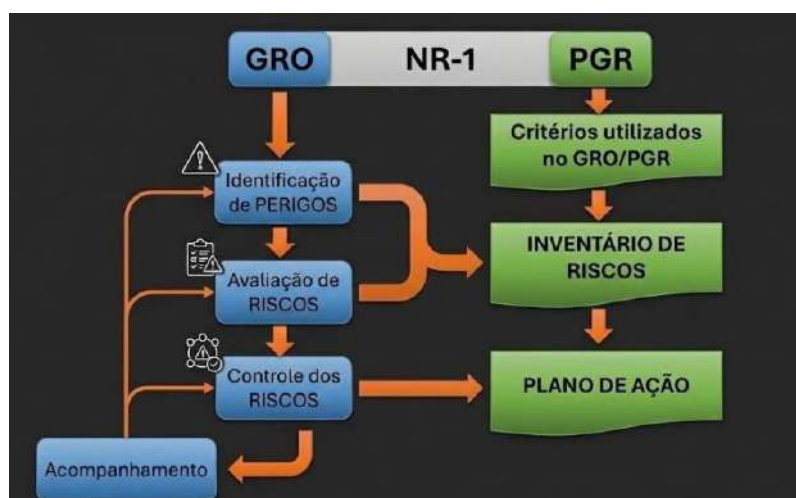 GRO
NR-1
PGR
Critérios utilizados
no GRO/PGR
Identificação
de PERIGOS
INVENTÁRIO DE
RISCOS
Avaliação de
RISCOS
Controle dos
RISCOS
PLANO DE AÇÃO
Acompanhamento